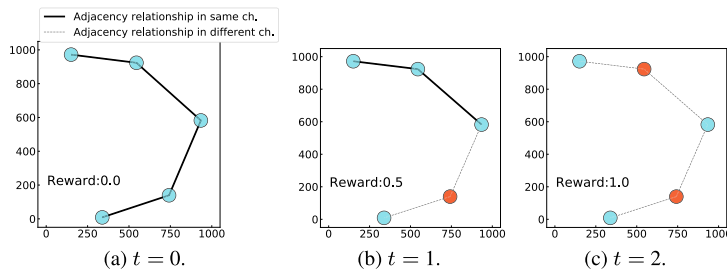 Adjacency relationship in same ch.
Adjacency relationship in different ch.
1000
800
600
400
200
0
Reward:0.0
0 250 500 750 1000
(a) t = 0.
1000
800
600
400
200
0
Reward:0.5
0 250 500 750 1000
(b) t = 1.
1000
800
600
400
200
0
Reward:1.0
0 250 500 750 1000
(c) t = 2.